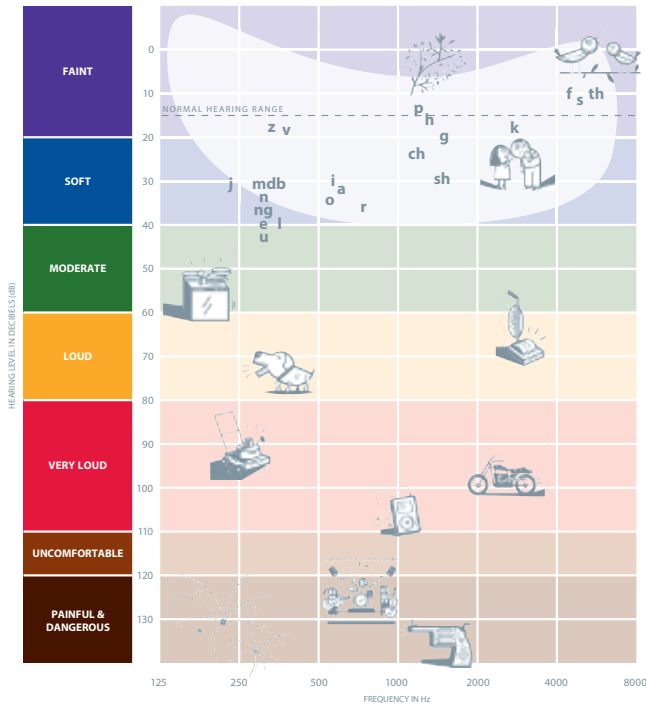 0
FAINT
10
f s th
p
NORMAL HEARING RANGE
h
z v
k
g
20
ch
SOFT
30
j
mdb
i
sh
a
n
o
ng
r
40
e
l
u
MODERATE
50
60
HEARING LEVEL IN DECIBELS (dB)
LOUD
70
80
90
VERY LOUD
100
110
UNCOMFORTABLE
120
PAINFUL &
DANGEROUS
130
125 250 500 1000 2000 4000 8000
FREQUENCY IN Hz